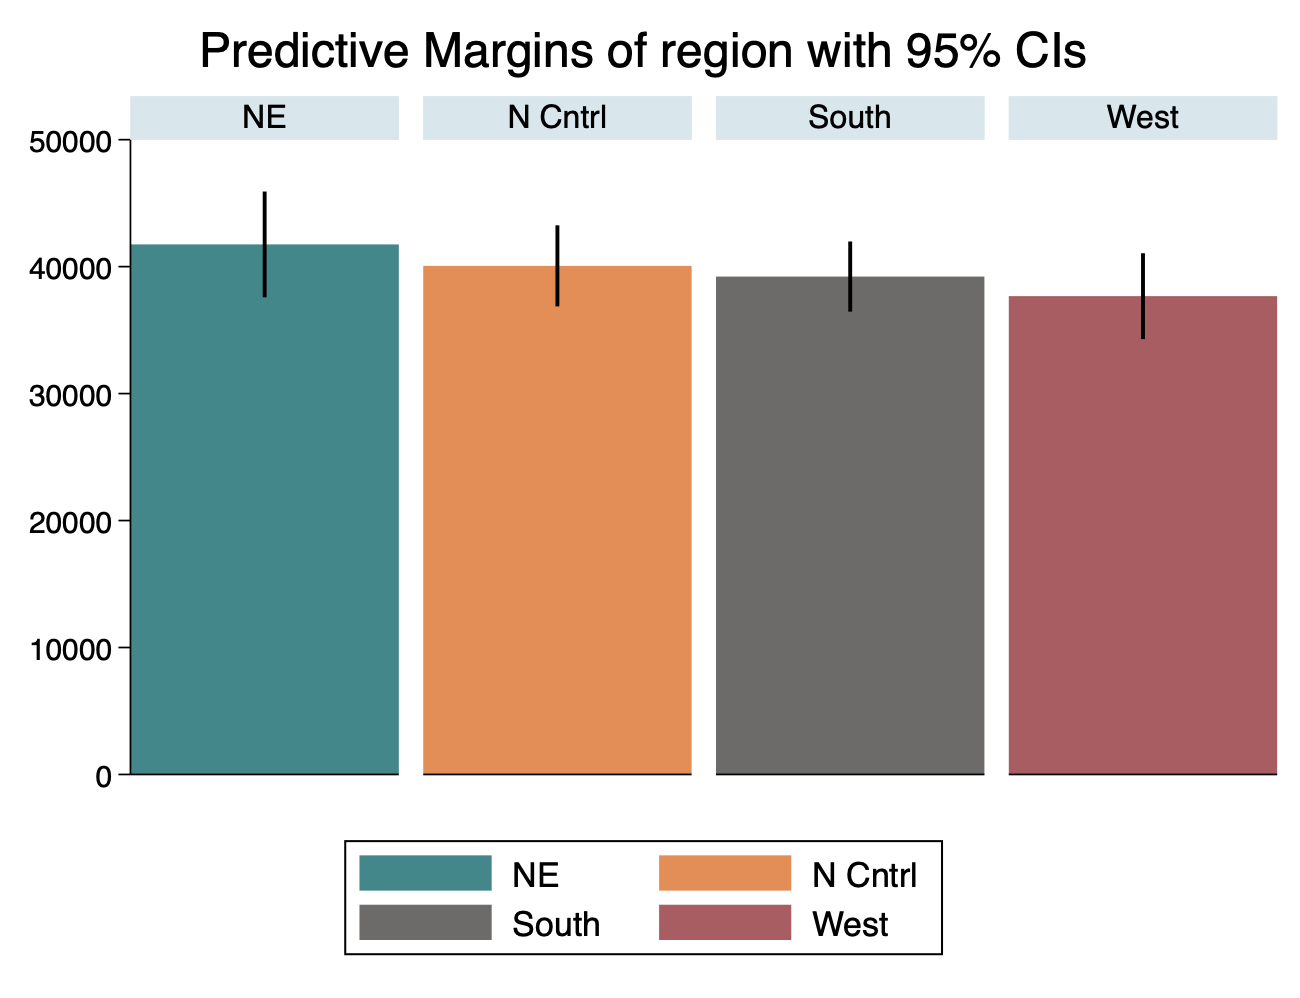 Predictive Margins of region with 95% CIs
NE N Cntrl South West
50000
40000
30000
20000
10000
0
NE N Cntrl
South West